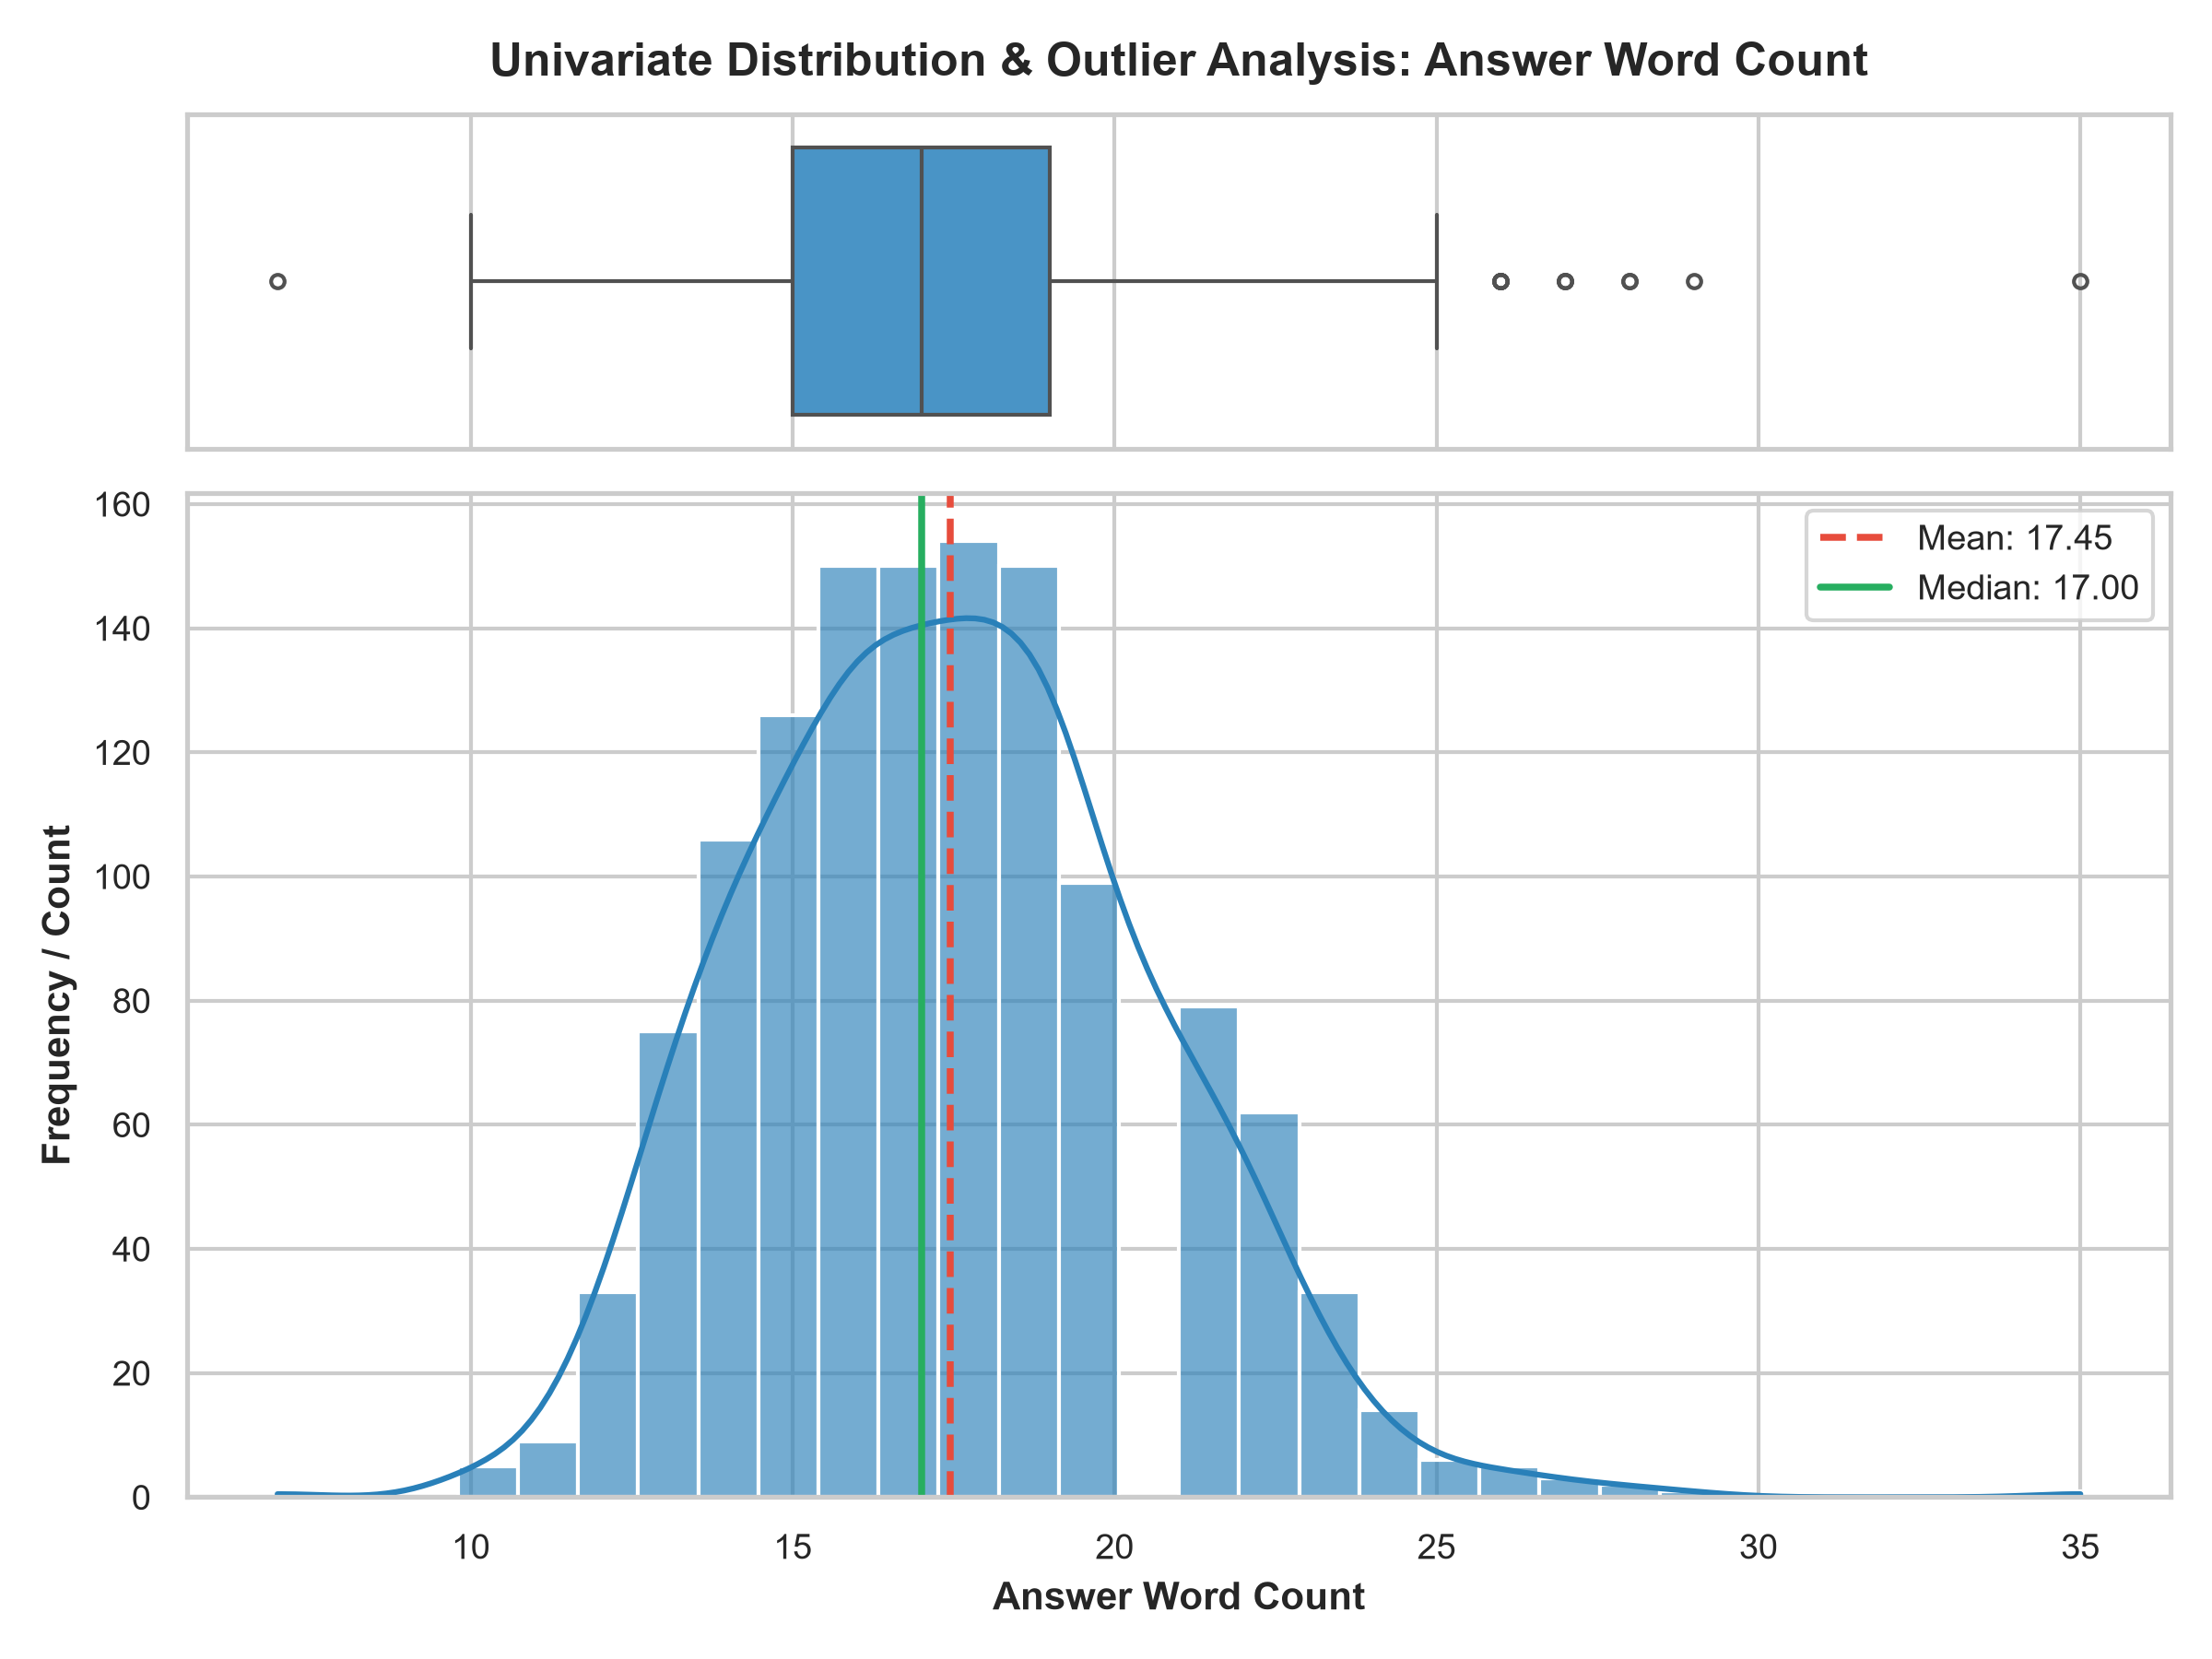 Univariate Distribution & Outlier Analysis: Answer Word Count
160
140
120
100
80
60
40
20
0
Frequency / Count
Mean: 17.45
Median: 17.00
10 15 20 25 30 35
Answer Word Count